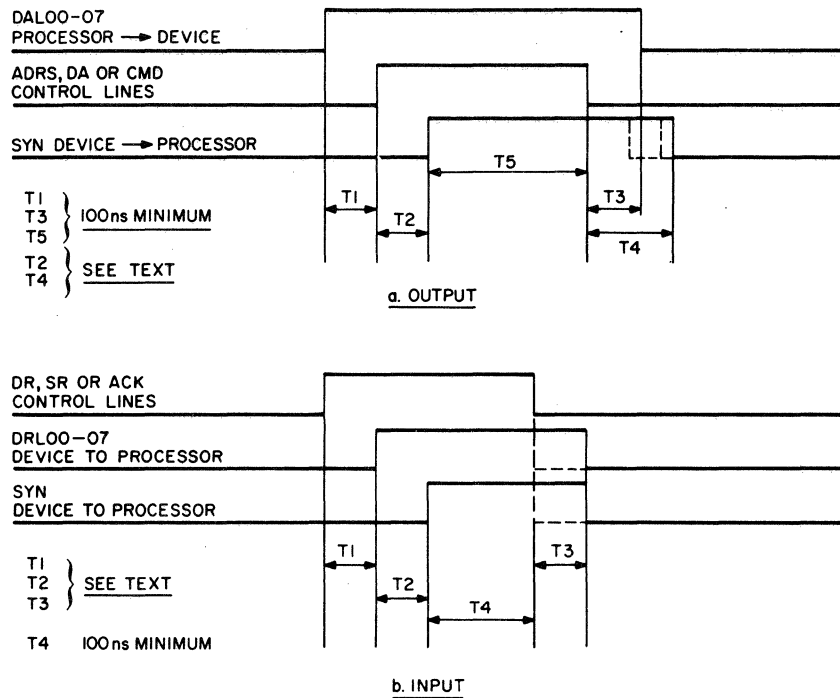 DAL00-07
PROCESSOR → DEVICE
ADRS, DA OR CMD
CONTROL LINES
SYN DEVICE → PROCESSOR
T5
T1
T3
T2
T4
T1
T3
T5
100ns MINIMUM
T2
T4
SEE TEXT
a. OUTPUT
DR, SR OR ACK
CONTROL LINES
DRL00-07
DEVICE TO PROCESSOR
SYN
DEVICE TO PROCESSOR
T1
T3
T2
T4
T1
T2
T3
SEE TEXT
T4 100ns MINIMUM
b. INPUT